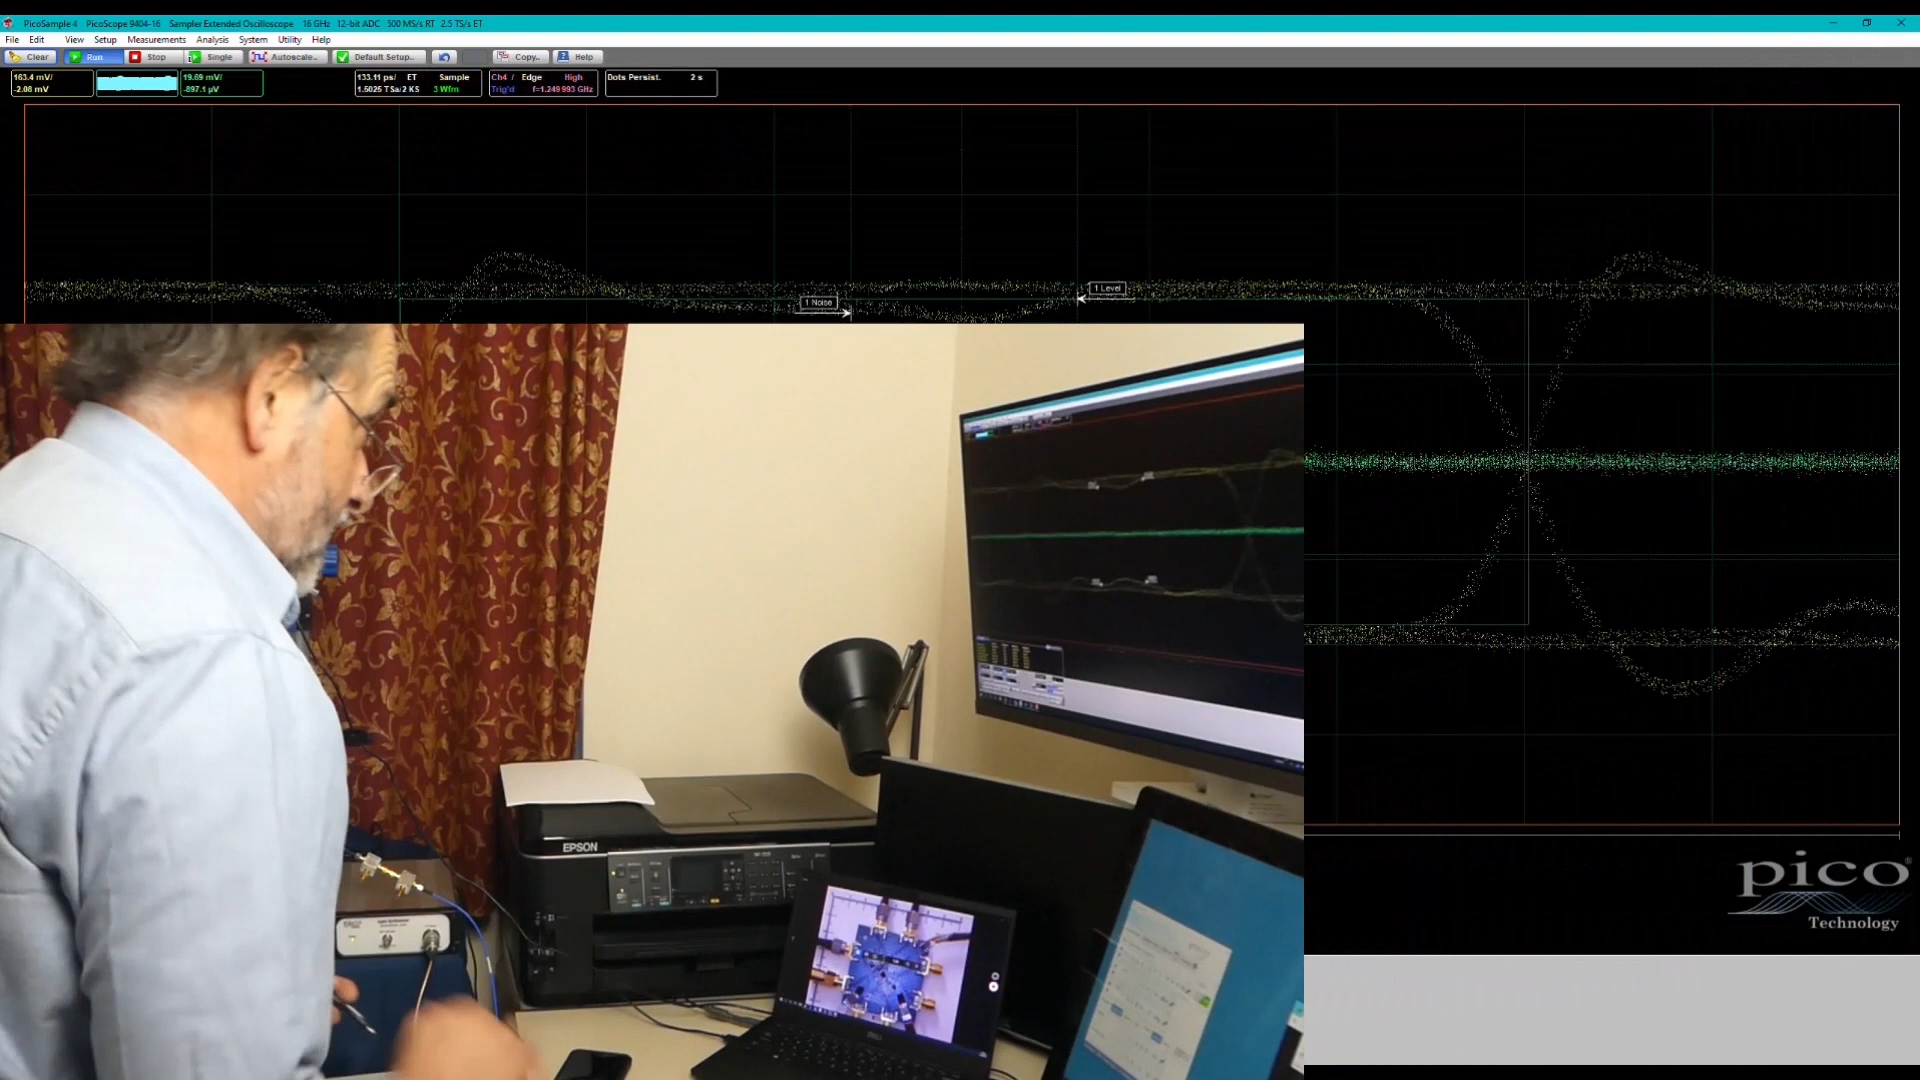 PicoSample 4 PicoScope 9404-16 Sampler Extended Oscilloscope 16 GHz 12-bit ADC 500 MS/s RT 2.5 TS/s ET
File Edit View Setup Measurements Analysis System Utility Help
Clear Run Stop Single Autoscale.. Default Setup.. Copy.. Help
163.4 mV/ 19.69 mV/ 133.11 ps/ ET Sample Ch4 / Edge High Dots Persist. 2 s
-2.08 mV -897.1 µV 1.5025 TSa/2 KS 3 Wfm Trig'd f=1.249 993 GHz
1 Level
1 Noise
EPSON
pico
Technology